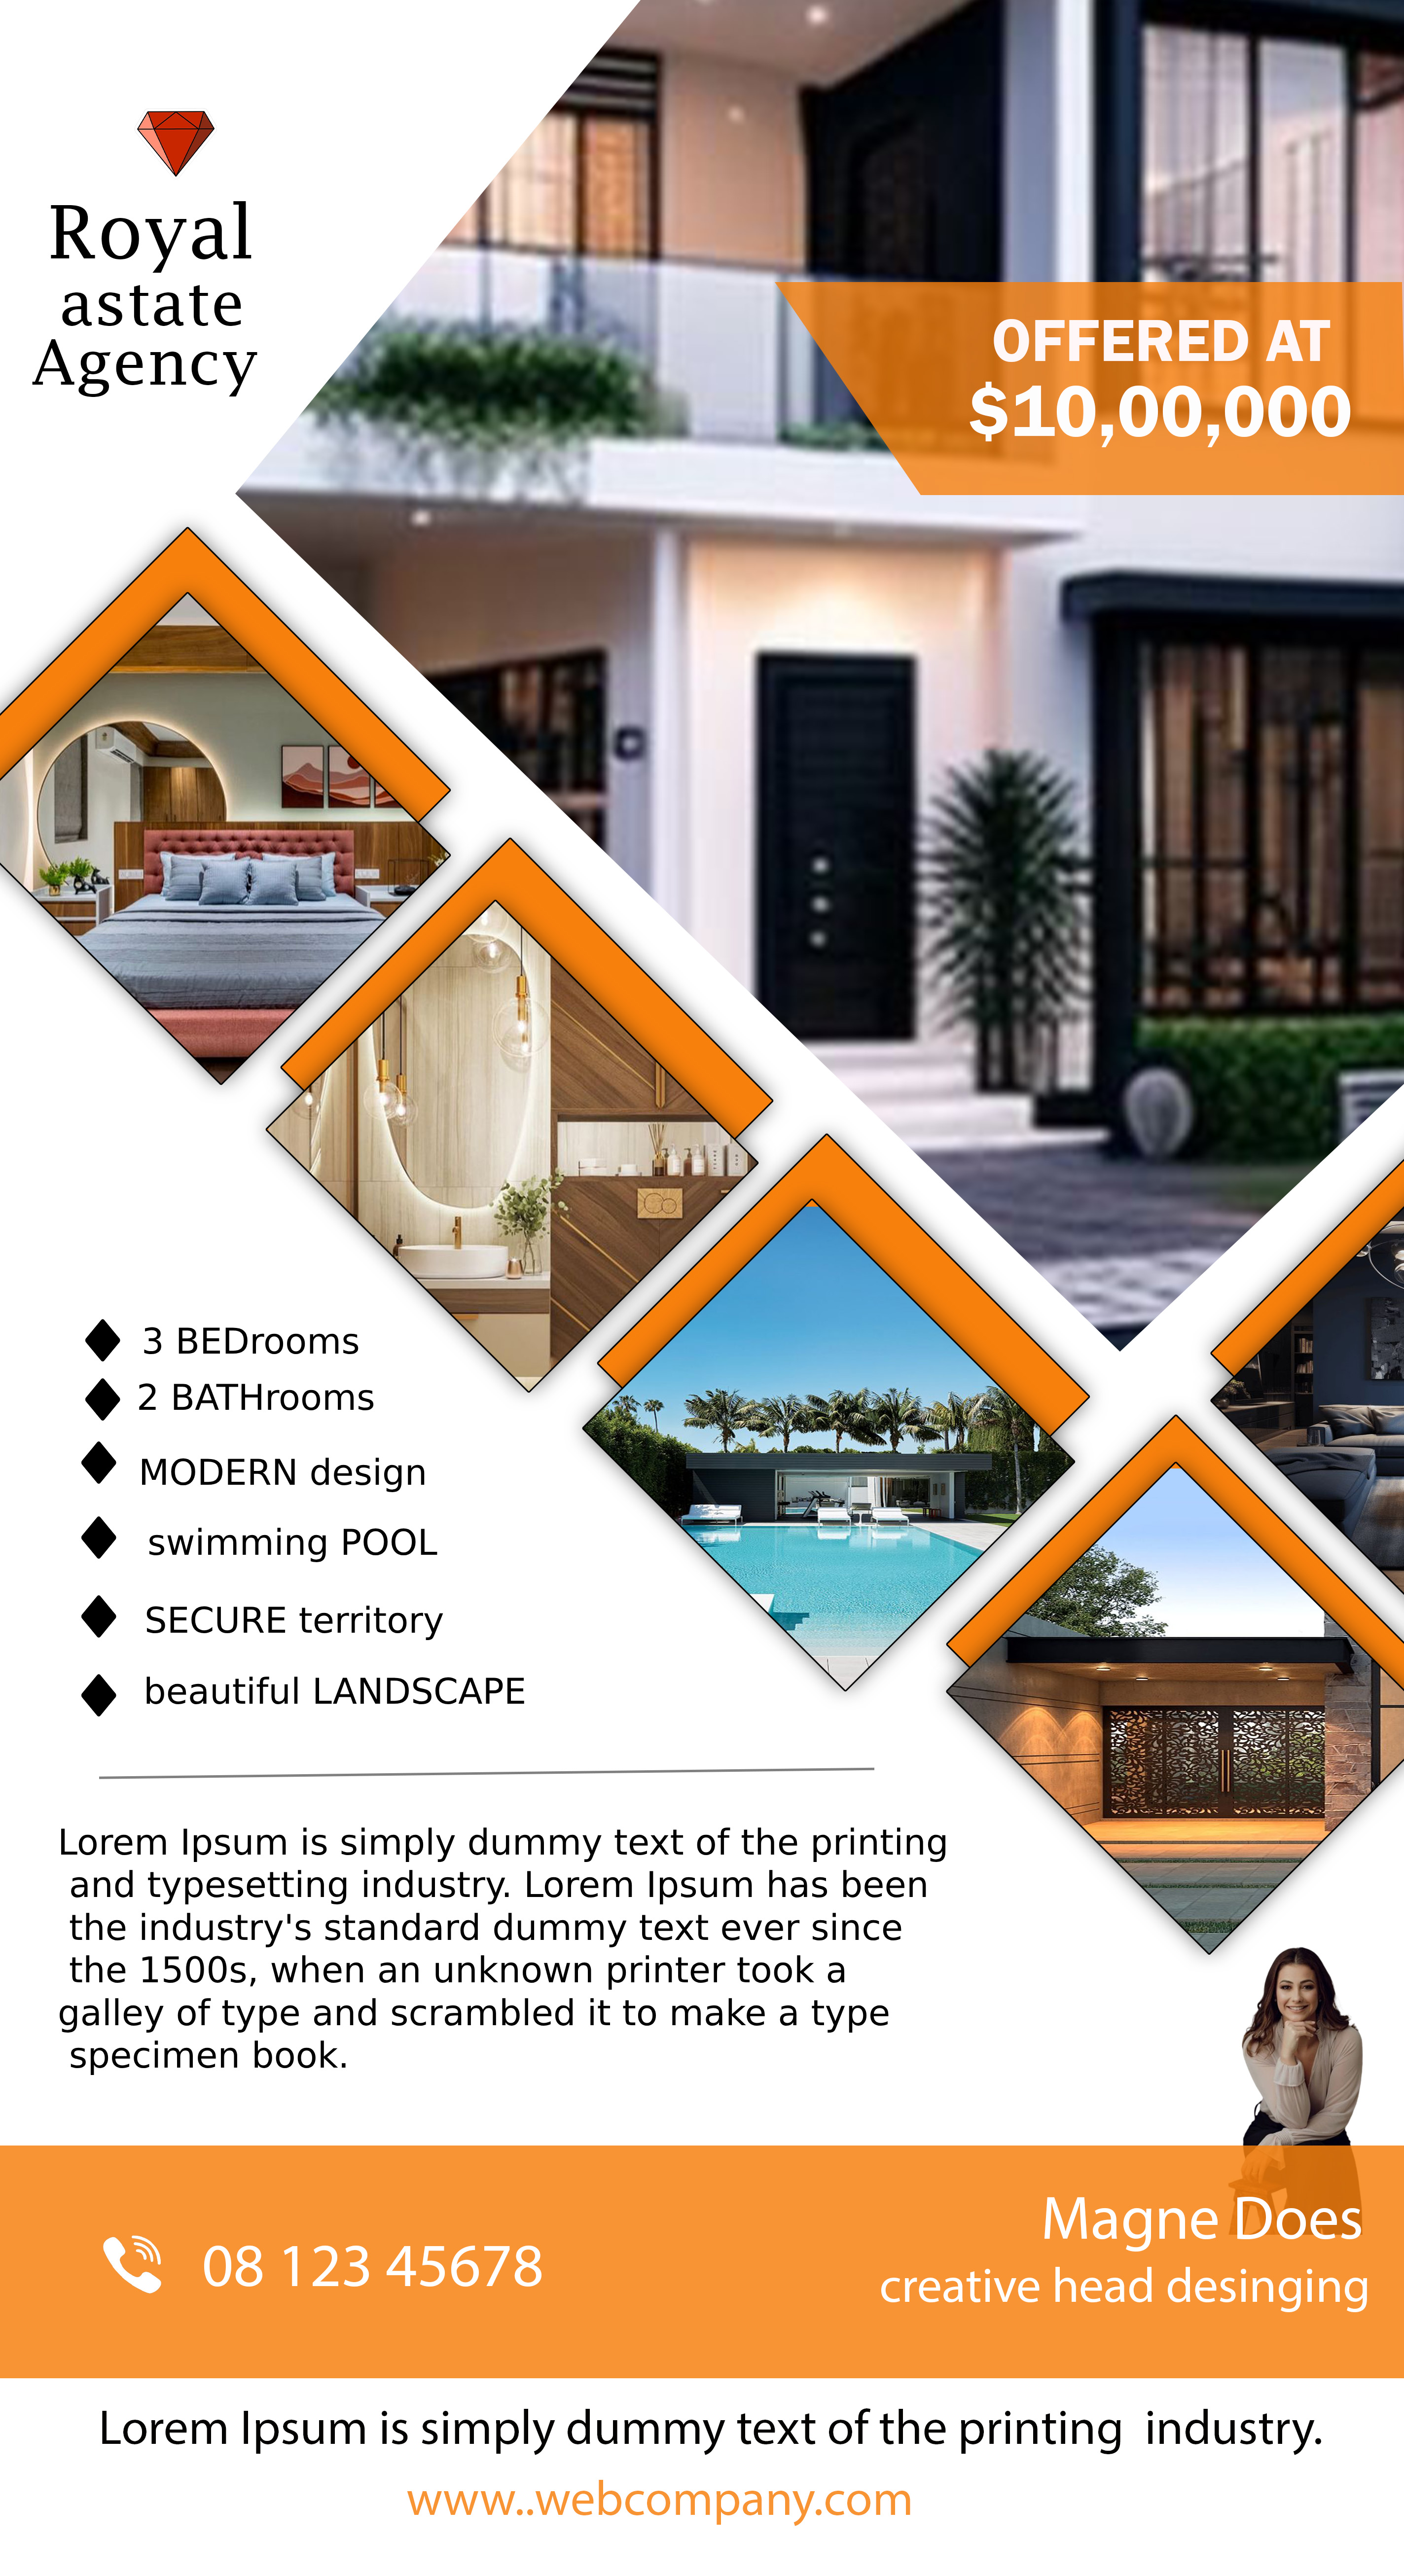 Royal
astate
Agency
OFFERED AT
$10,00,000
3 BEDrooms
2 BATHrooms
MODERN design
swimming POOL
SECURE territory
beautiful LANDSCAPE
Lorem Ipsum is simply dummy text of the printing
and typesetting industry. Lorem Ipsum has been
the industry's standard dummy text ever since
the 1500s, when an unknown printer took a
galley of type and scrambled it to make a type
specimen book.
08 123 45678
Magne Does
creative head desinging
Lorem Ipsum is simply dummy text of the printing  industry.
www..webcompany.com